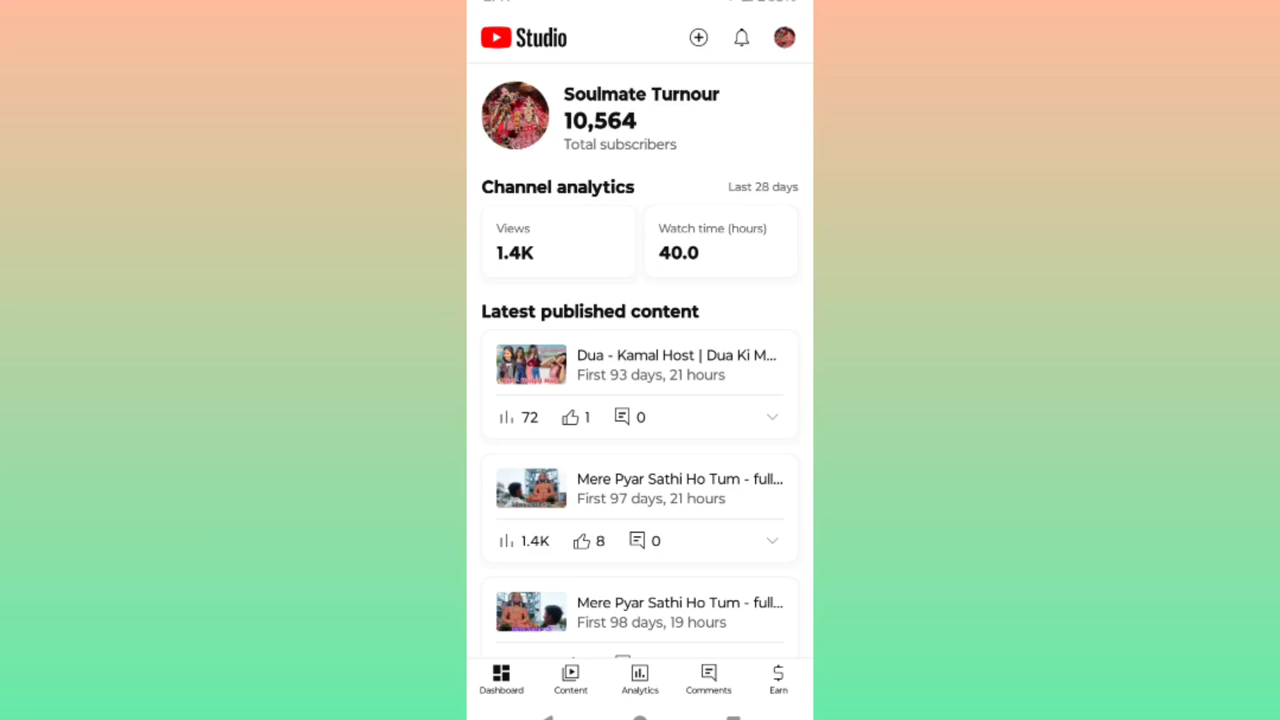 Studio
Soulmate Turnour
10,564
Total subscribers
Channel analytics
Last 28 days
Views
1.4K
Watch time (hours)
40.0
Latest published content
Dua - Kamal Host | Dua Ki M...
First 93 days, 21 hours
72 1 0
Mere Pyar Sathi Ho Tum - full...
First 97 days, 21 hours
1.4K 8 0
Mere Pyar Sathi Ho Tum - full...
First 98 days, 19 hours
Dashboard Content Analytics Comments Earn